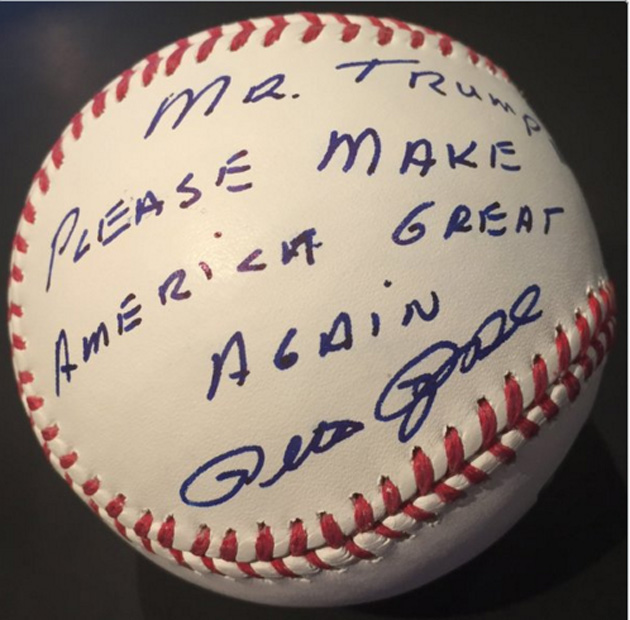 MR. TRUMP
PLEASE MAKE
AMERICA GREAT
AGAIN
Pete Rose